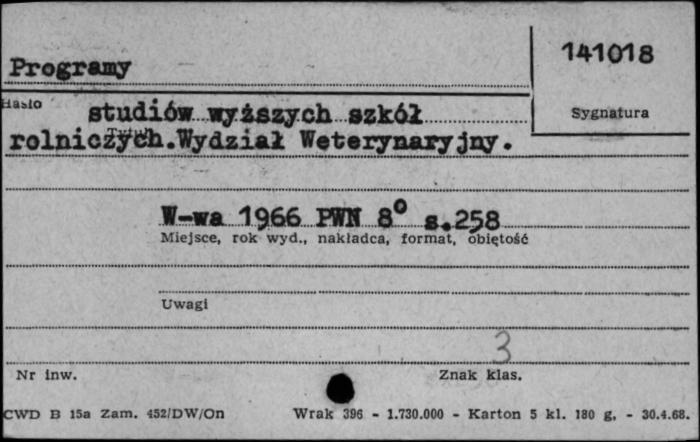 Programy
141018
Hasło
Sygnatura
studiów wyższych szkół
rolniczych.Wydział Weterynaryjny.
W-wa 1966 PWN 8° s.258
Miejsce, rok wyd., nakładca, format, objętość
Uwagi
3
Nr inw.
Znak klas.
CWD B 15a Zam. 452/DW/On
Wrak 396 - 1.730.000 - Karton 5 kl. 180 g. - 30.4.68.